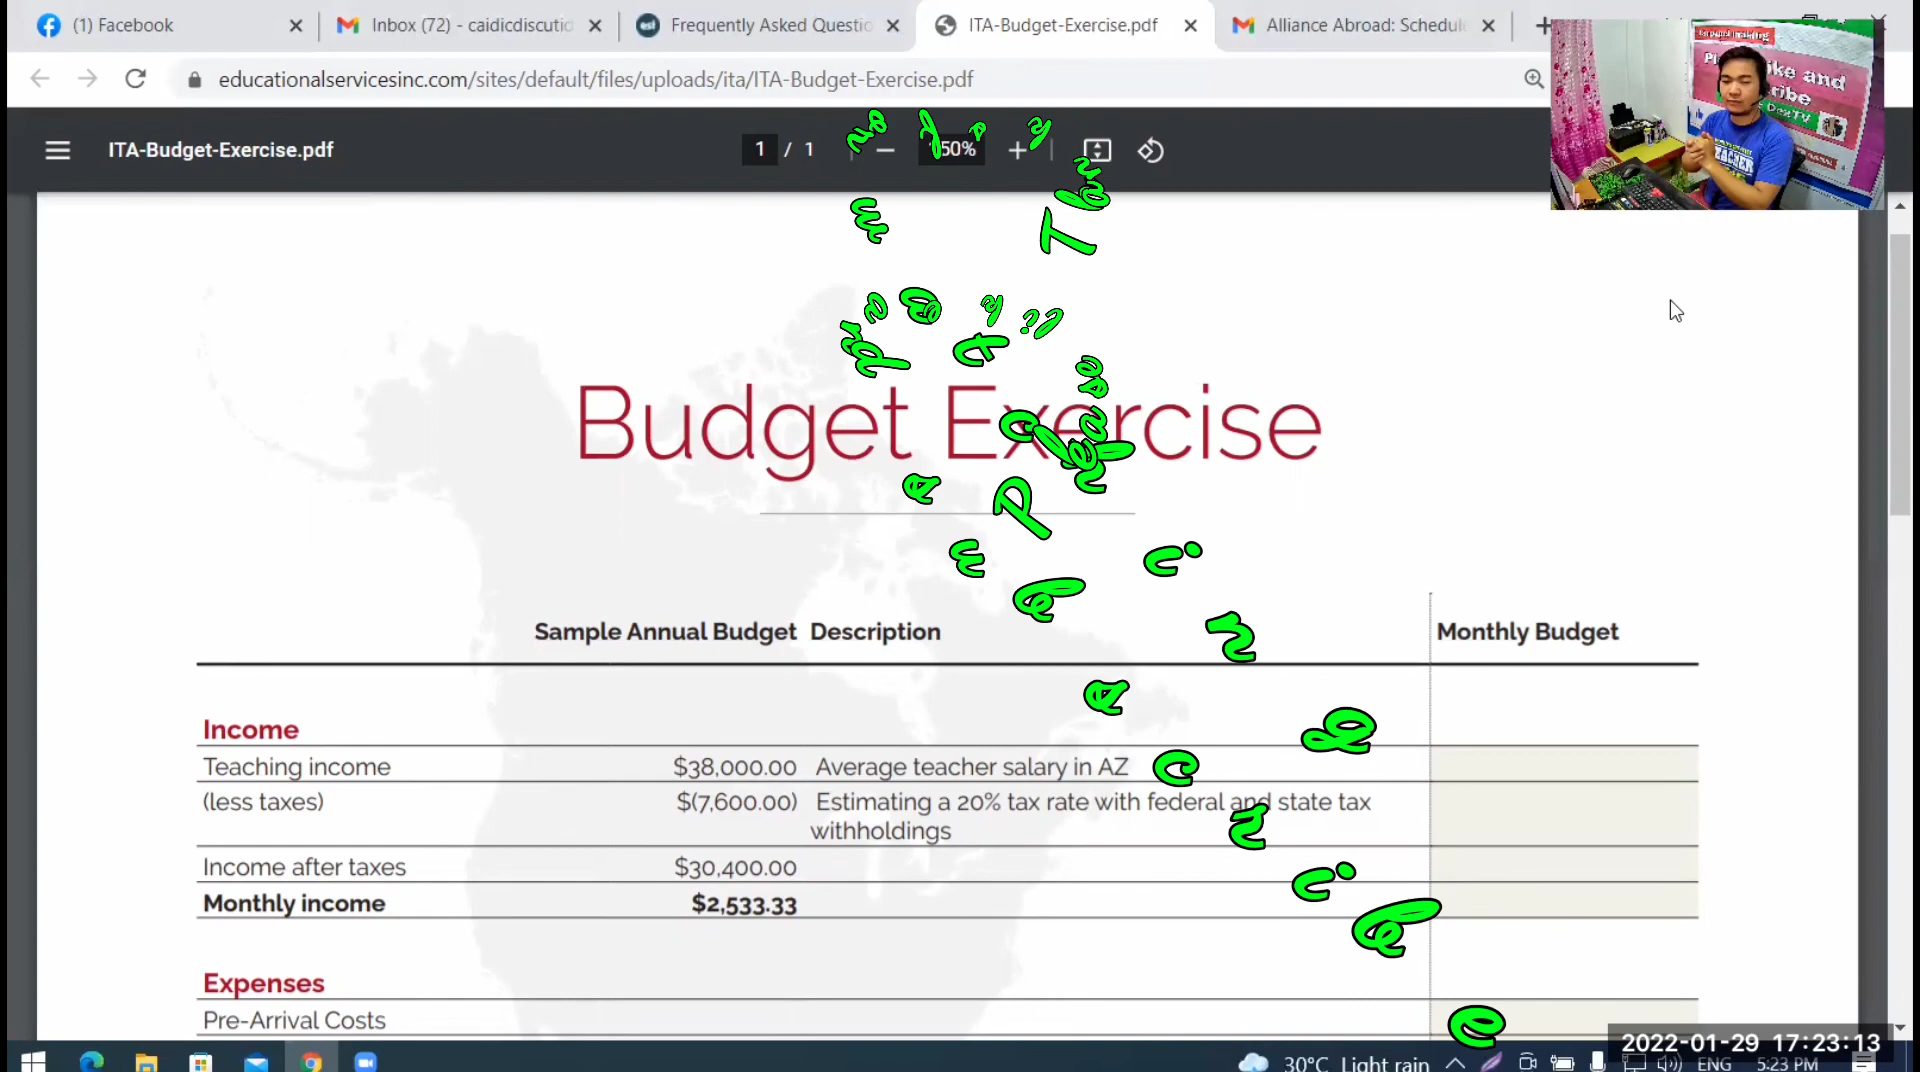 (1) Facebook
Inbox (72) - caidicdiscutid
Frequently Asked Questio
ITA-Budget-Exercise.pdf
Alliance Abroad: Schedul
educationalservicesinc.com/sites/default/files/uploads/ita/ITA-Budget-Exercise.pdf
ITA-Budget-Exercise.pdf
1 / 1
50%
Budget Exercise
Sample Annual Budget Description Monthly Budget
Income
Teaching income $38,000.00 Average teacher salary in AZ
(less taxes) $(7,600.00) Estimating a 20% tax rate with federal and state tax
withholdings
Income after taxes $30,400.00
Monthly income $2,533.33
Expenses
Pre-Arrival Costs
2022-01-29 17:23:13
30°C Light rain
ENG
5:23 PM